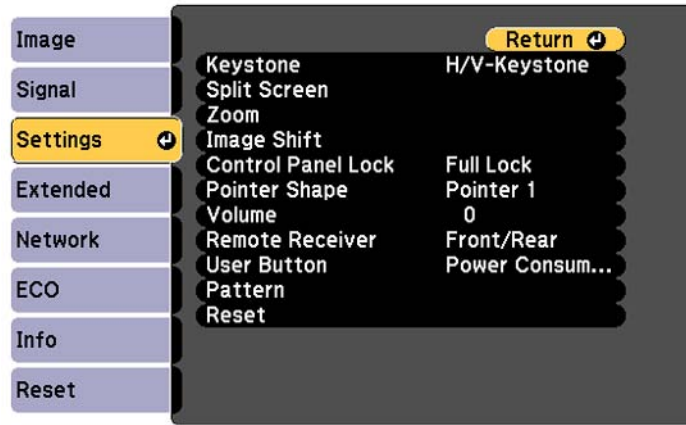 Image
Signal
Settings
Extended
Network
ECO
Info
Reset
Return
Keystone H/V-Keystone
Split Screen
Zoom
Image Shift
Control Panel Lock Full Lock
Pointer Shape Pointer 1
Volume 0
Remote Receiver Front/Rear
User Button Power Consum...
Pattern
Reset